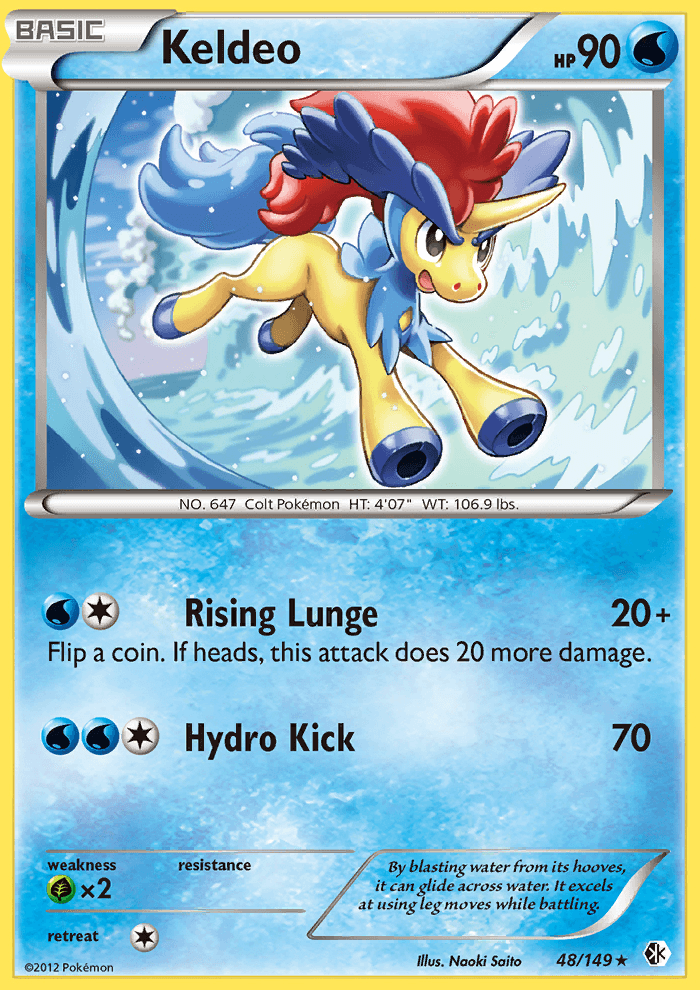 BASIC
Keldeo
HP 90
NO. 647 Colt Pokémon HT: 4'07" WT: 106.9 lbs.
Rising Lunge 20+
Flip a coin. If heads, this attack does 20 more damage.
Hydro Kick 70
weakness resistance
×2
By blasting water from its hooves,
it can glide across water. It excels
at using leg moves while battling.
retreat
Illus. Naoki Saito 48/149 ★
©2012 Pokémon